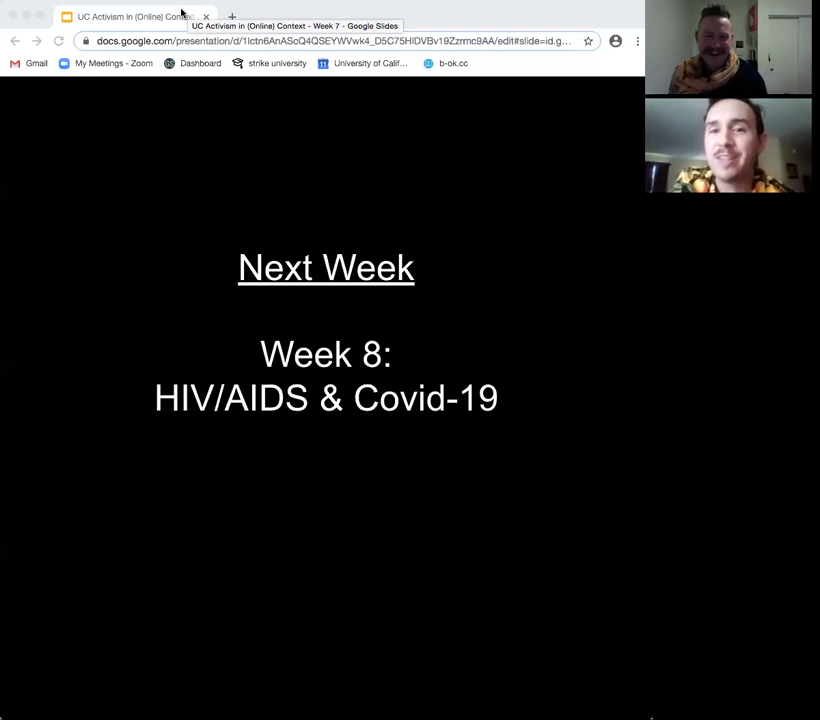 UC Activism in (Online) Contex
UC Activism in (Online) Context - Week 7 - Google Slides
docs.google.com/presentation/d/1lctn6AnAScQ4QSEYWVwk4_D5C75HIDVBv19Zzrmc9AA/edit#slide=id.g...
Gmail My Meetings - Zoom Dashboard strike university University of Calif... b-ok.cc
Next Week
Week 8:
HIV/AIDS & Covid-19